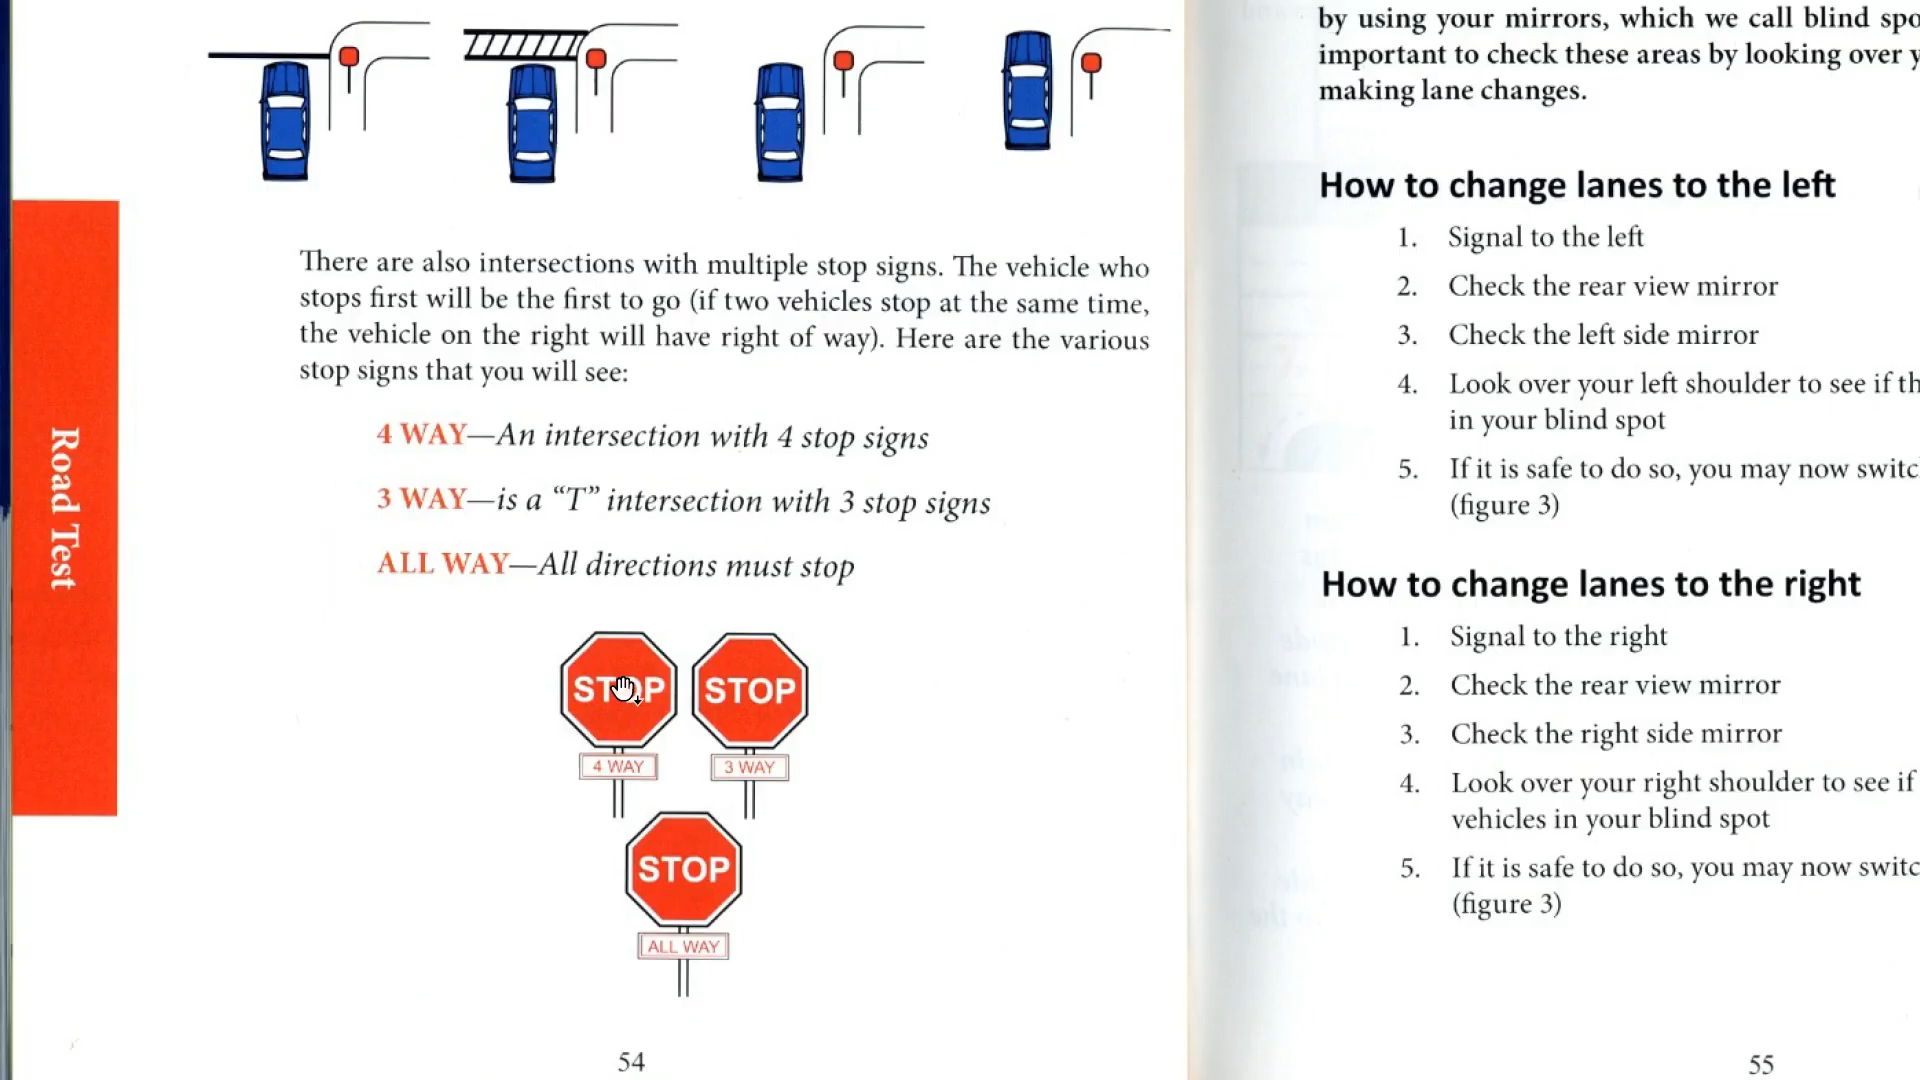 Road Test
There are also intersections with multiple stop signs. The vehicle who
stops first will be the first to go (if two vehicles stop at the same time,
the vehicle on the right will have right of way). Here are the various
stop signs that you will see:
4 WAY—An intersection with 4 stop signs
3 WAY—is a “T” intersection with 3 stop signs
ALL WAY—All directions must stop
STOP
STOP
4 WAY
3 WAY
STOP
ALL WAY
54
by using your mirrors, which we call blind spo
important to check these areas by looking over y
making lane changes.
How to change lanes to the left
1. Signal to the left
2. Check the rear view mirror
3. Check the left side mirror
4. Look over your left shoulder to see if th
in your blind spot
5. If it is safe to do so, you may now switc
(figure 3)
How to change lanes to the right
1. Signal to the right
2. Check the rear view mirror
3. Check the right side mirror
4. Look over your right shoulder to see if
vehicles in your blind spot
5. If it is safe to do so, you may now switc
(figure 3)
55